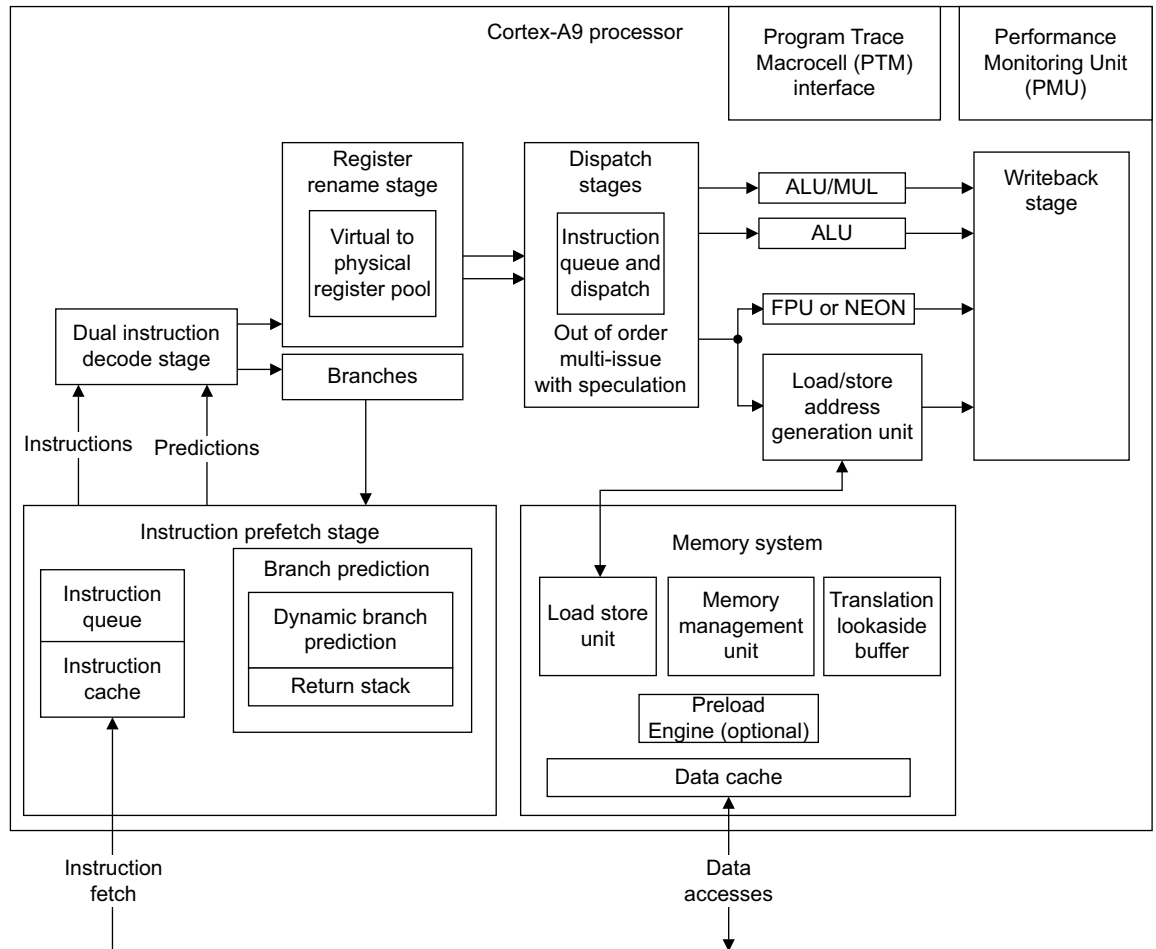 Cortex-A9 processor
Program Trace
Macrocell (PTM)
interface
Performance
Monitoring Unit
(PMU)
Register
rename stage
Virtual to
physical
register pool
Dispatch
stages
Instruction
queue and
dispatch
Out of order
multi-issue
with speculation
ALU/MUL
ALU
FPU or NEON
Load/store
address
generation unit
Writeback
stage
Dual instruction
decode stage
Branches
Instructions
Predictions
Instruction prefetch stage
Instruction
queue
Instruction
cache
Branch prediction
Dynamic branch
prediction
Return stack
Memory system
Load store
unit
Memory
management
unit
Translation
lookaside
buffer
Preload
Engine (optional)
Data cache
Instruction
fetch
Data
accesses